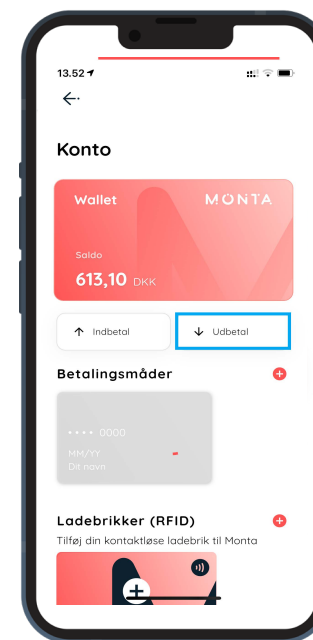 13.52
Konto
Wallet MONTA
Saldo
613,10 DKK
Indbetal Udbetal
Betalingsmåder
•••• 0000
MM/YY
Dit navn
Ladebrikker (RFID)
Tilføj din kontaktløse ladebrik til Monta